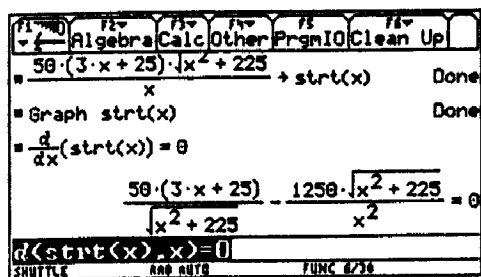 F1 F2 F3 F4 F5 F6
Algebra Calc Other PrgmIO Clean Up
▪ 50·(3·x + 25)·√(x² + 225) / x → strt(x) Done
▪ Graph strt(x) Done
▪ d/dx(strt(x)) = 0
50·(3·x + 25) / √(x² + 225) - 1250·√(x² + 225) / x² = 0
d(strt(x),x)=0
SHUTTLE RAD AUTO FUNC 6/30